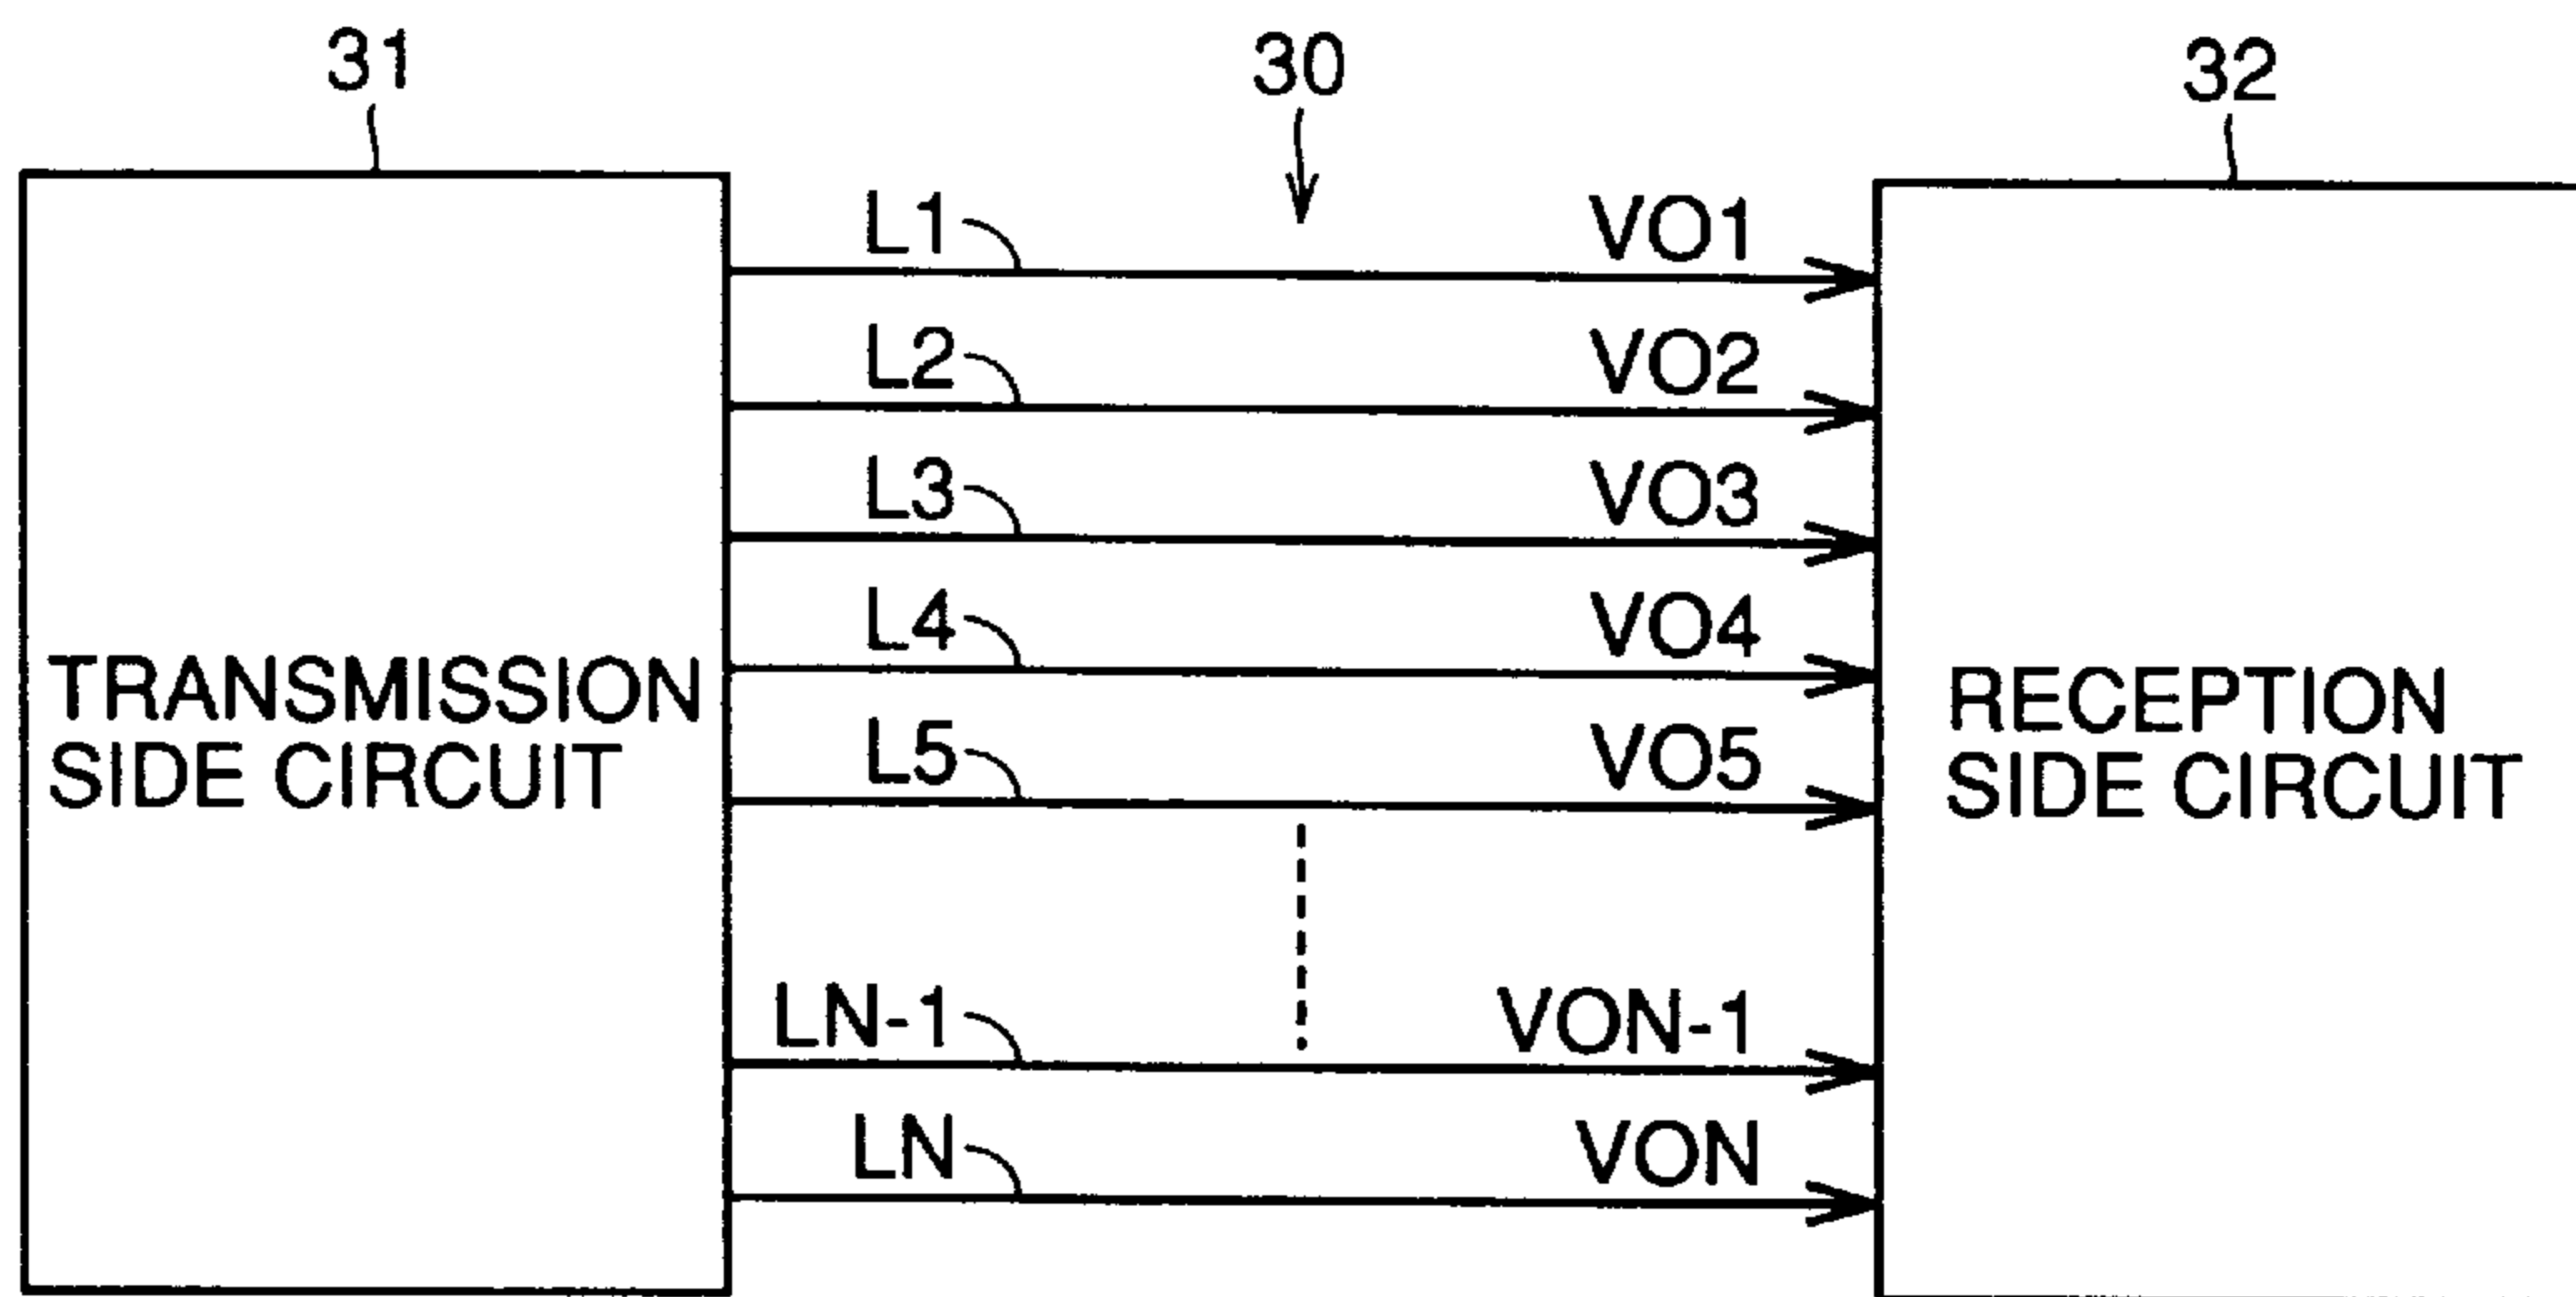 31
30
32
L1
VO1
L2
VO2
L3
VO3
L4
VO4
TRANSMISSION
SIDE CIRCUIT
RECEPTION
SIDE CIRCUIT
L5
VO5
LN-1
VON-1
LN
VON